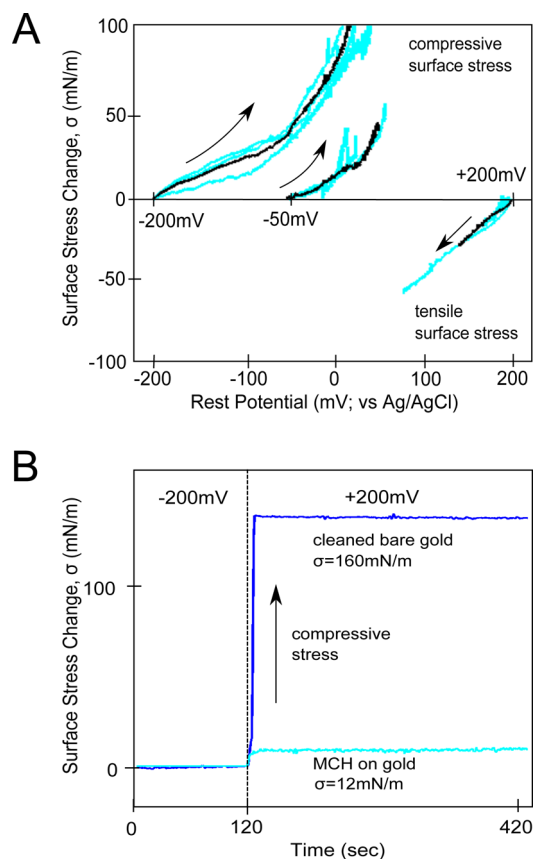 A
Surface Stress Change, σ (mN/m)
100
50
0
-50
-100
compressive
surface stress
+200mV
-200mV
-50mV
tensile
surface stress
-200
-100
0
100
200
Rest Potential (mV; vs Ag/AgCl)
B
Surface Stress Change, σ (mN/m)
-200mV
+200mV
cleaned bare gold
σ=160mN/m
100
compressive
stress
0
MCH on gold
σ=12mN/m
0
120
420
Time (sec)